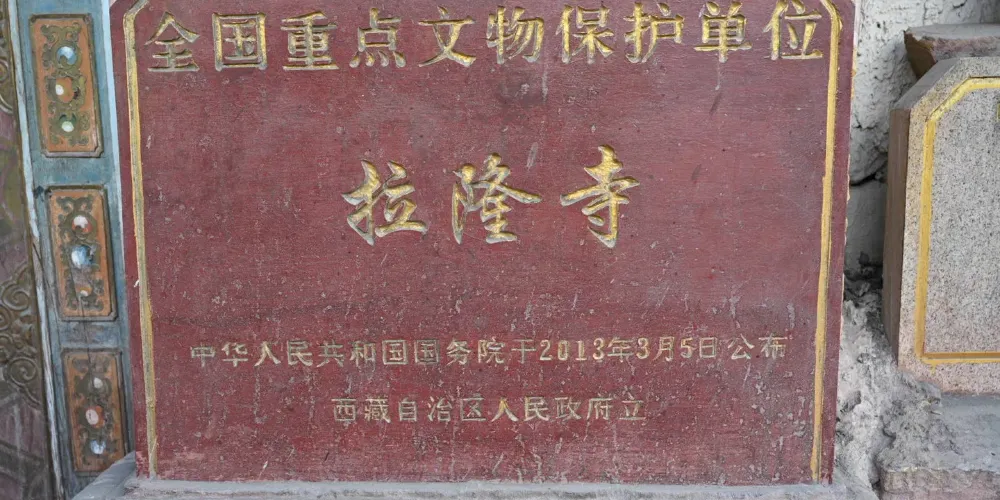 全国重点文物保护单位
拉隆寺
中华人民共和国国务院于2013年3月5日公布
西藏自治区人民政府立